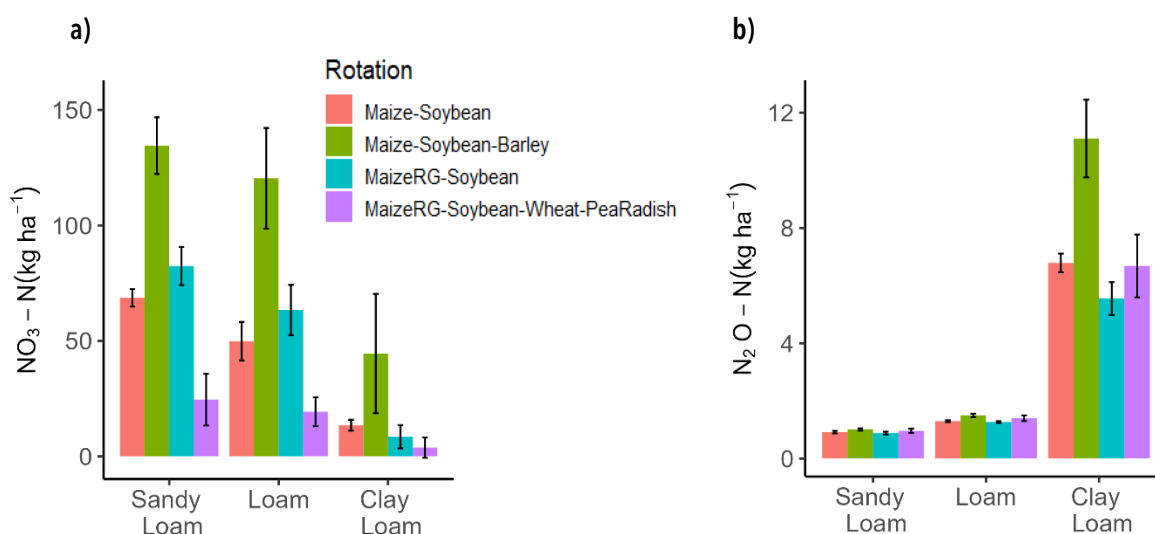 a)
Rotation
Maize-Soybean
Maize-Soybean-Barley
MaizeRG-Soybean
MaizeRG-Soybean-Wheat-PeaRadish
NO₃ – N(kg ha⁻¹)
150
100
50
0
Sandy
Loam
Loam
Clay
Loam
b)
N₂ O – N(kg ha⁻¹)
12
8
4
0
Sandy
Loam
Loam
Clay
Loam